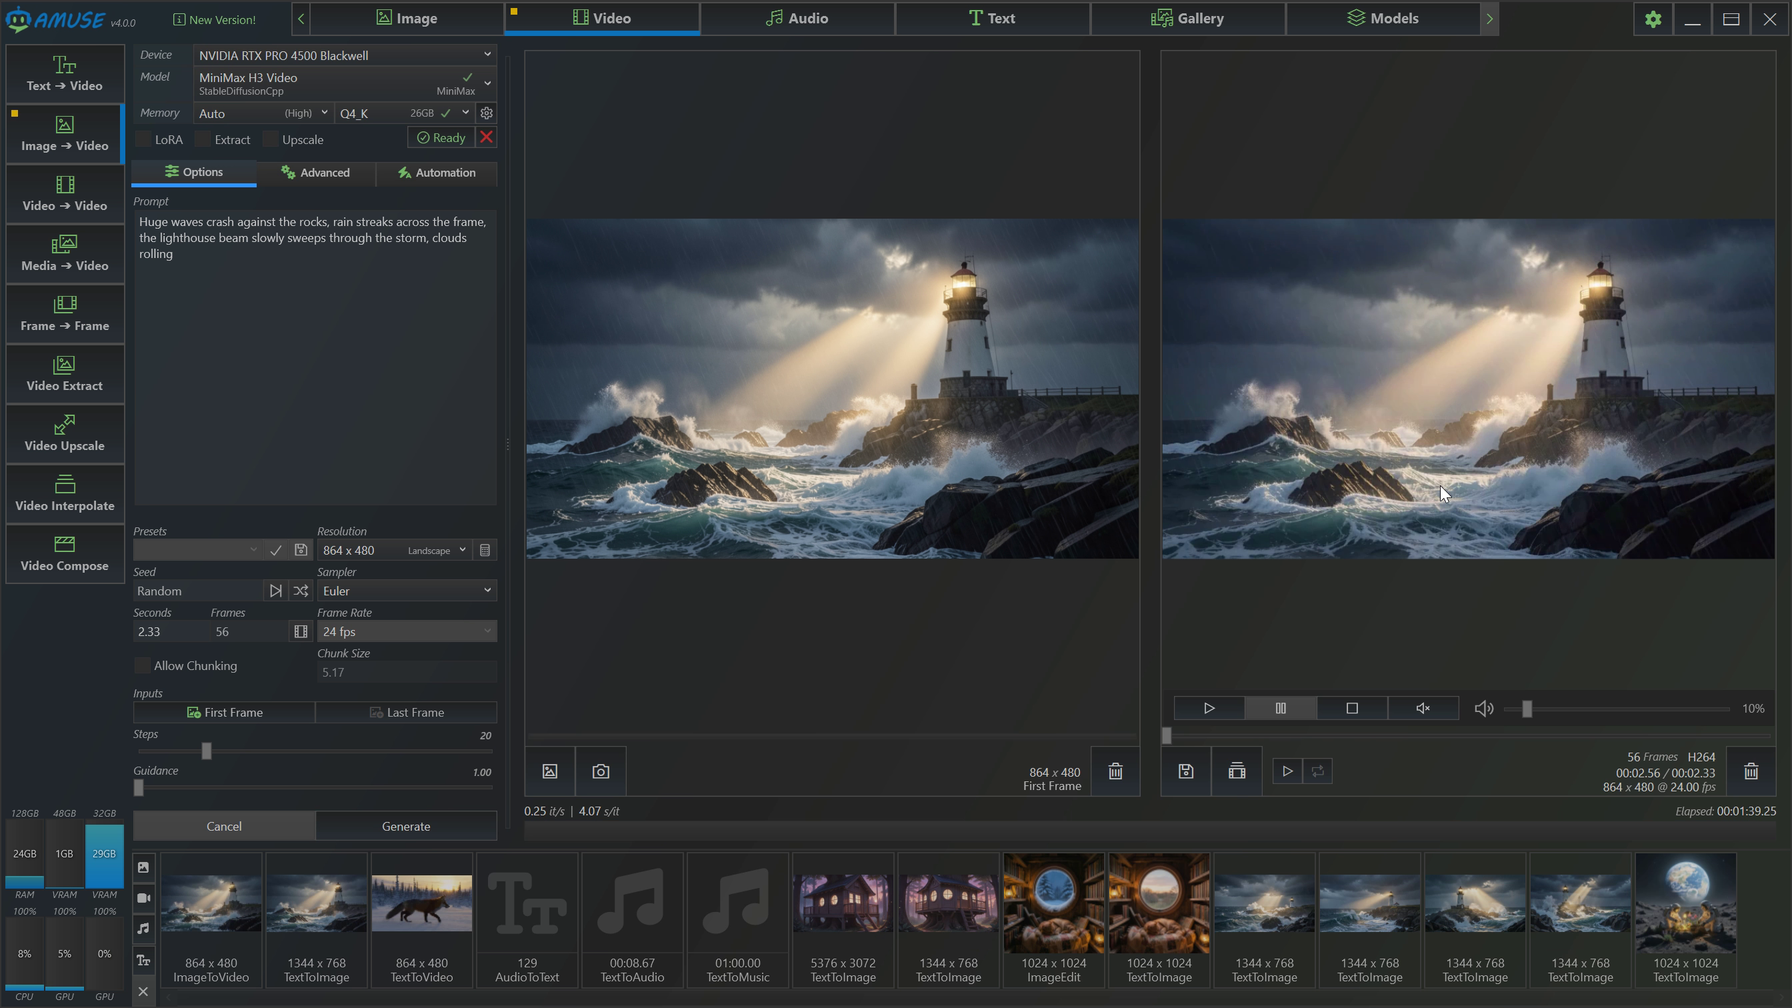 AMUSE v4.0.0
New Version!
Image
Video
Audio
Text
Gallery
Models
Text → Video
Image → Video
Video → Video
Media → Video
Frame → Frame
Video Extract
Video Upscale
Video Interpolate
Video Compose
Device
NVIDIA RTX PRO 4500 Blackwell
Model
MiniMax H3 Video
StableDiffusionCpp
MiniMax
Memory
Auto (High)
Q4_K 26GB
LoRA
Extract
Upscale
Ready
Options
Advanced
Automation
Prompt
Huge waves crash against the rocks, rain streaks across the frame,
the lighthouse beam slowly sweeps through the storm, clouds
rolling
Presets
Resolution
864 x 480 Landscape
Seed
Sampler
Random
Euler
Seconds
Frames
Frame Rate
2.33
56
24 fps
Allow Chunking
Chunk Size
5.17
Inputs
First Frame
Last Frame
Steps
20
Guidance
1.00
Cancel
Generate
864 x 480
First Frame
10%
56 Frames H264
00:02.56 / 00:02.33
864 x 480 @ 24.00 fps
0.25 it/s | 4.07 s/it
Elapsed: 00:01:39.25
128GB
48GB
32GB
24GB
1GB
29GB
RAM
VRAM
VRAM
100%
100%
100%
8%
5%
0%
CPU
GPU
GPU
864 x 480
ImageToVideo
1344 x 768
TextToImage
864 x 480
TextToVideo
129
AudioToText
00:08.67
TextToAudio
01:00.00
TextToMusic
5376 x 3072
TextToImage
1344 x 768
TextToImage
1024 x 1024
ImageEdit
1024 x 1024
TextToImage
1344 x 768
TextToImage
1344 x 768
TextToImage
1344 x 768
TextToImage
1344 x 768
TextToImage
1024 x 1024
TextToImage